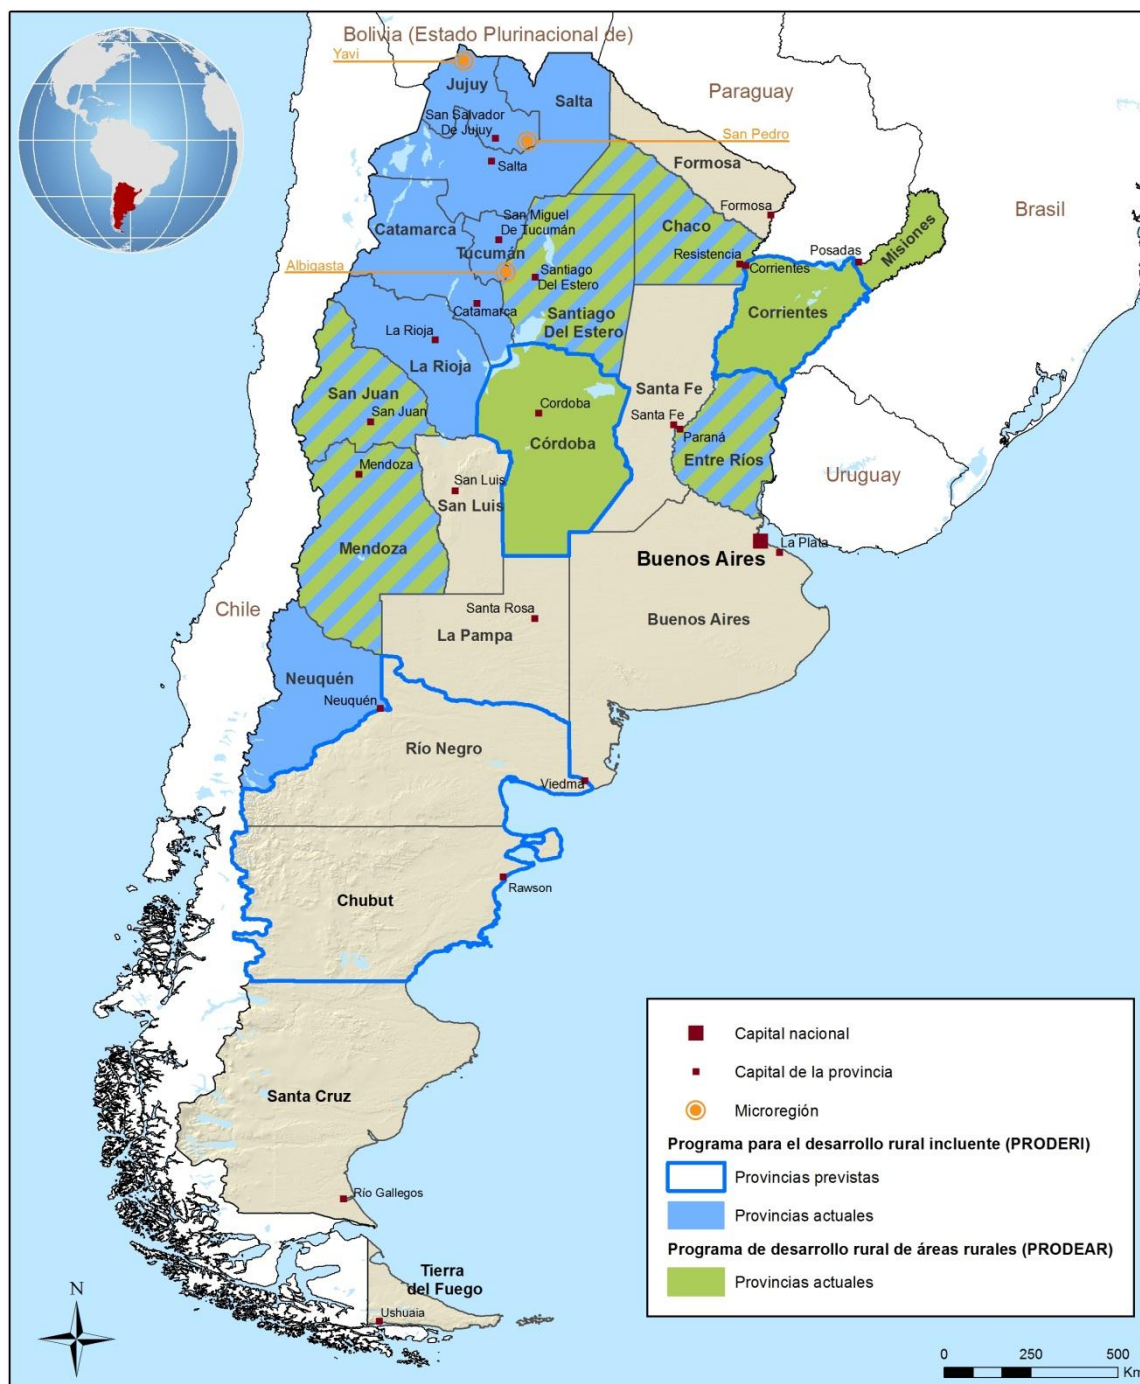 Bolivia (Estado Plurinacional de)
Yavi
Jujuy
Salta
Paraguay
San Salvador
De Jujuy
San Pedro
Salta
Formosa
Formosa
Brasil
Catamarca
San Miguel
De Tucumán
Tucumán
Chaco
Misiones
Resistencia
Corrientes
Posadas
Albigasta
Santiago
Del Estero
Catamarca
Santiago
Del Estero
Corrientes
La Rioja
La Rioja
San Juan
San Juan
Santa Fe
Cordoba
Santa Fe
Paraná
Córdoba
Entre Ríos
Mendoza
San Luis
San Luis
Uruguay
Mendoza
Buenos Aires
La Plata
Chile
Santa Rosa
La Pampa
Buenos Aires
Neuquén
Neuquén
Río Negro
Viedma
Rawson
Chubut
Santa Cruz
Río Gallegos
Tierra
del Fuego
Ushuaia
N
Capital nacional
Capital de la provincia
Microregión
Programa para el desarrollo rural incluente (PRODERI)
Provincias previstas
Provincias actuales
Programa de desarrollo rural de áreas rurales (PRODEAR)
Provincias actuales
0 250 500
Km